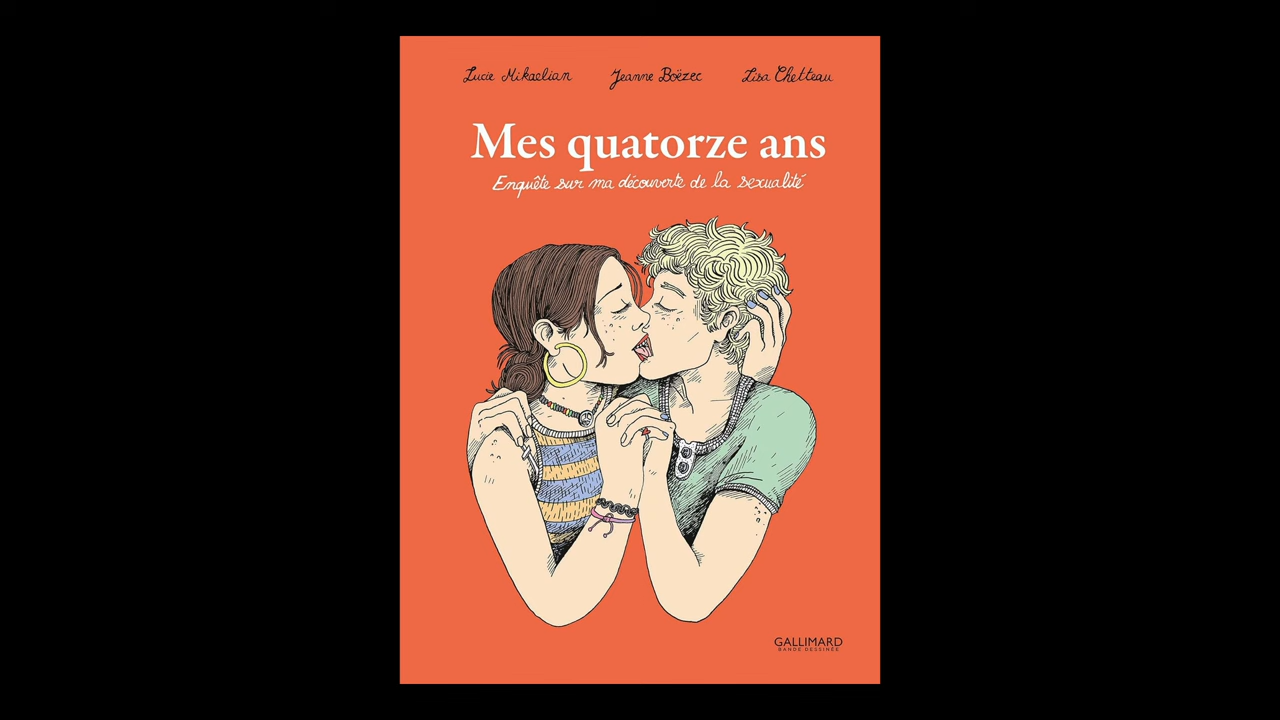 Lucie Mikaelian Jeanne Boëzec Lisa Chetteau
Mes quatorze ans
Enquête sur ma découverte de la sexualité
GALLIMARD
BANDE DESSINÉE